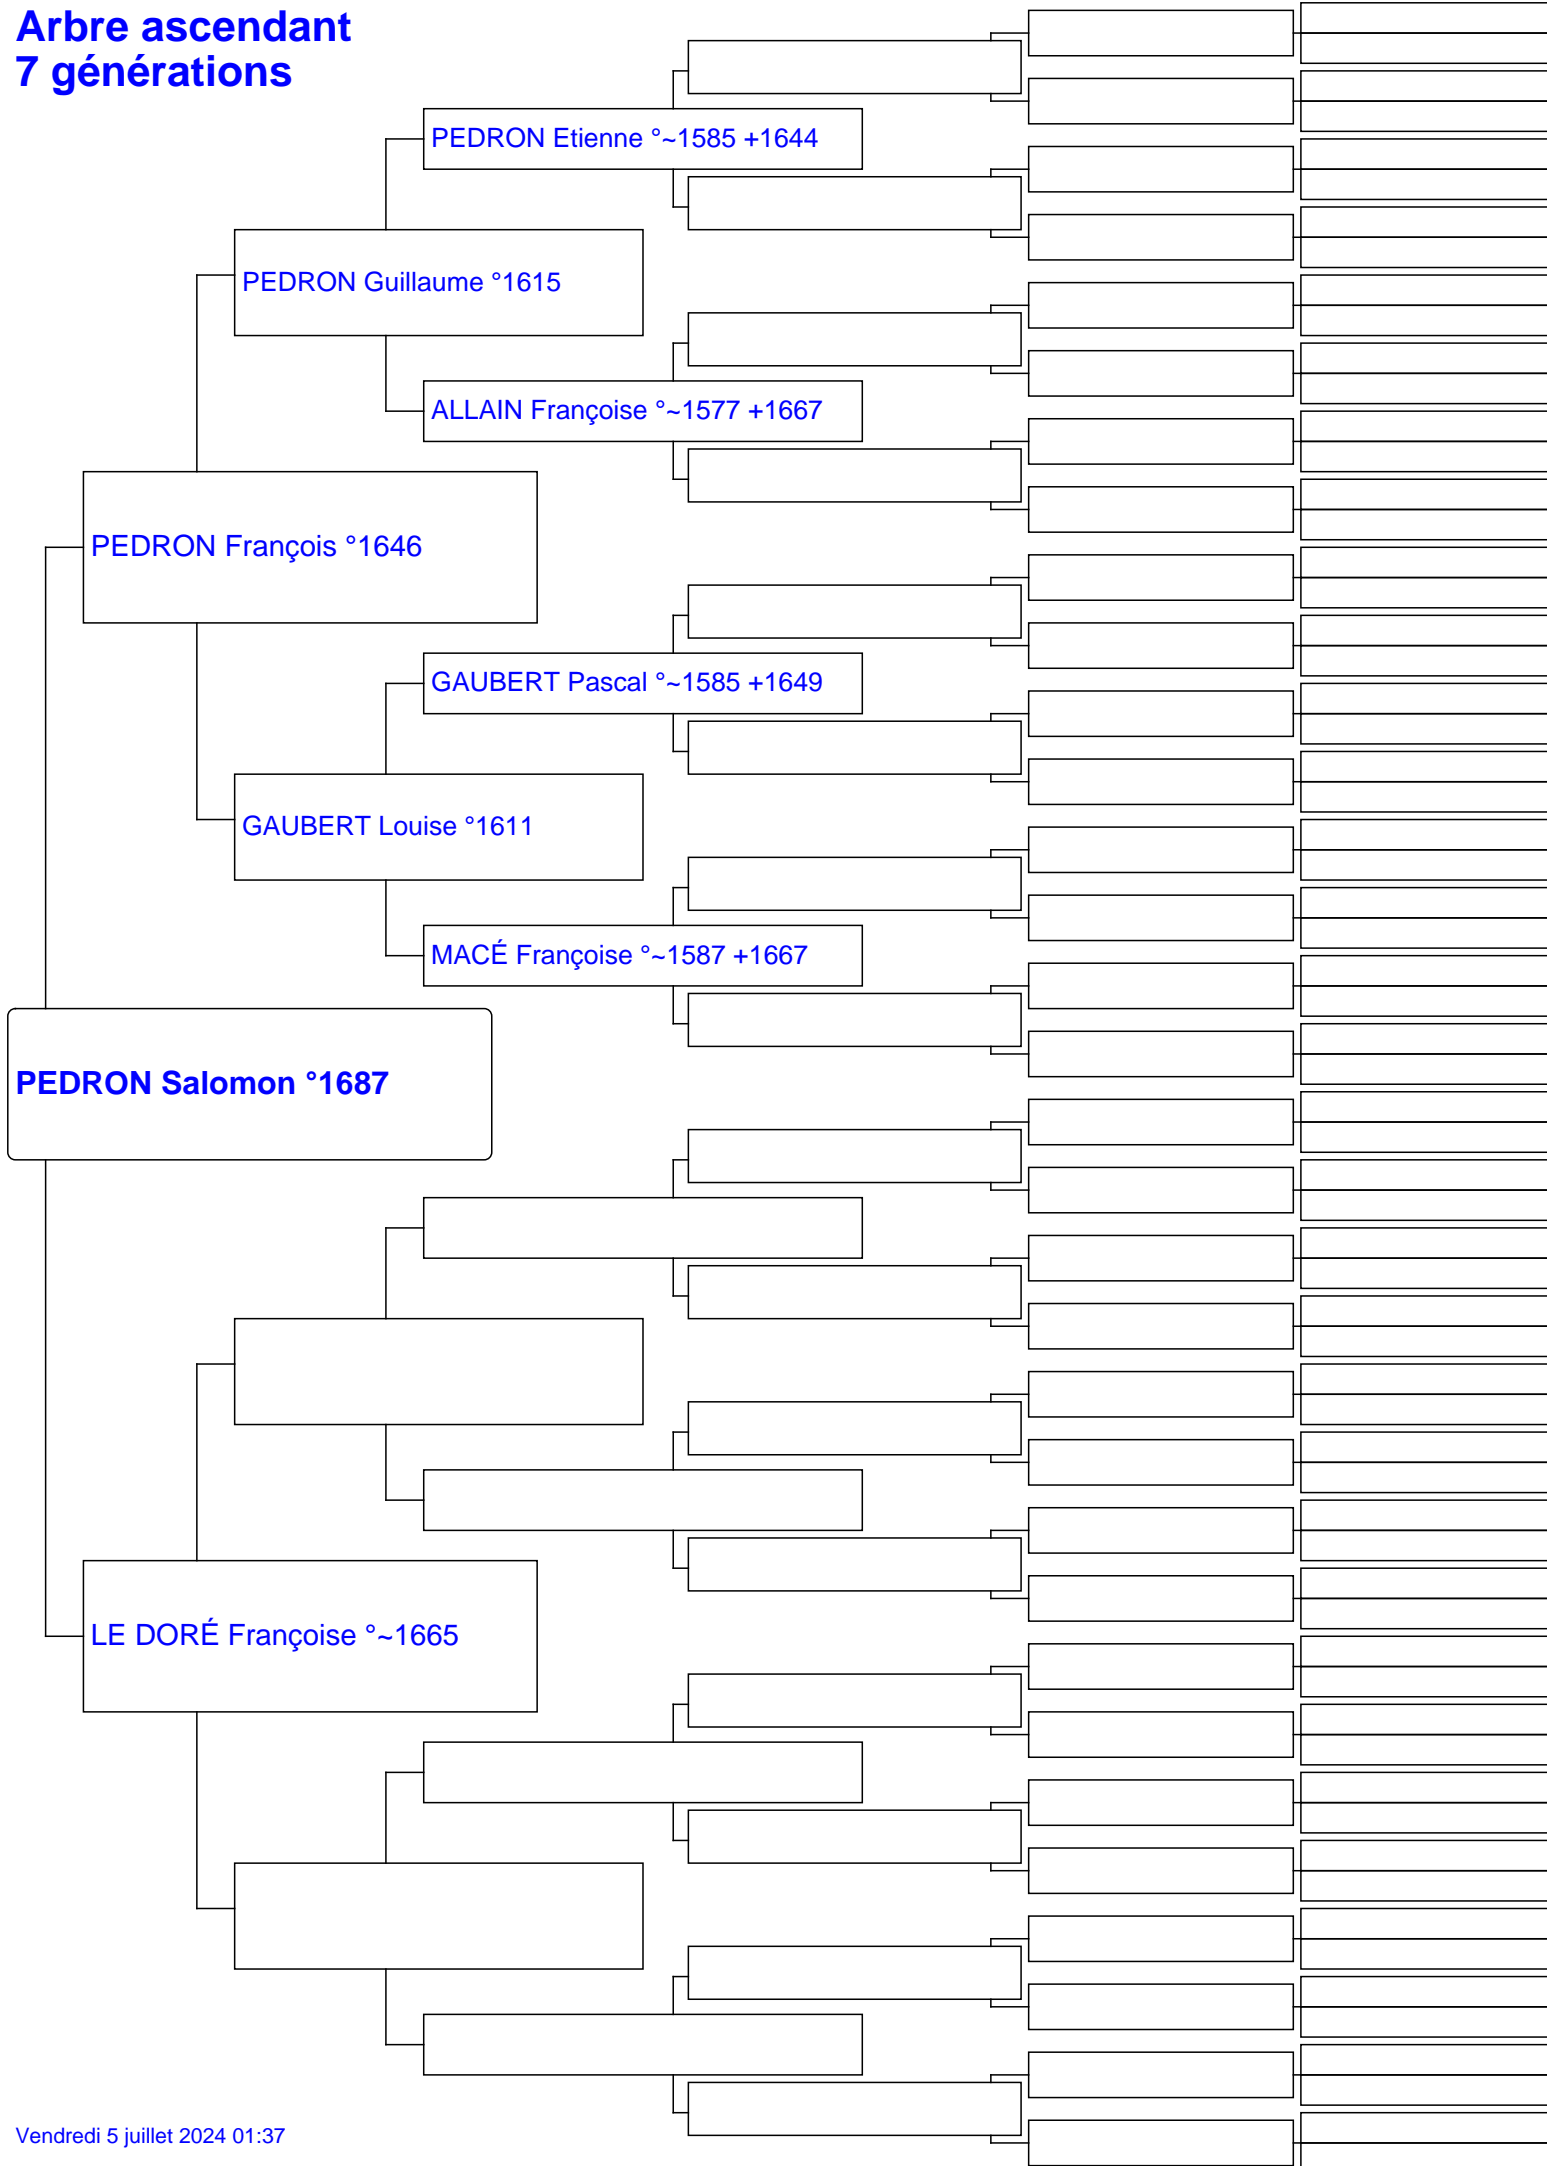 Arbre ascendant
7 générations
PEDRON Etienne °~1585 +1644
PEDRON Guillaume °1615
ALLAIN Françoise °~1577 +1667
PEDRON François °1646
GAUBERT Pascal °~1585 +1649
GAUBERT Louise °1611
MACÉ Françoise °~1587 +1667
PEDRON Salomon °1687
LE DORÉ Françoise °~1665
Vendredi 5 juillet 2024 01:37